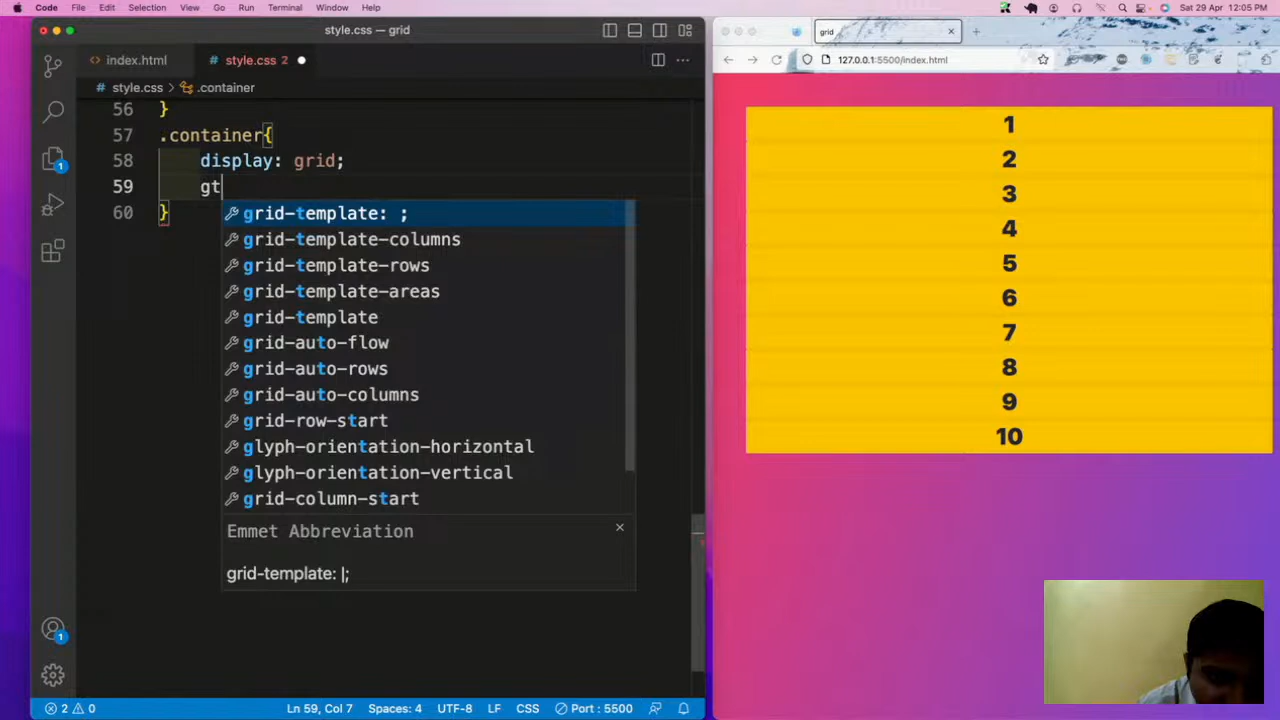 Code File Edit Selection View Go Run Terminal Window Help
Sat 29 Apr 12:05 PM
style.css — grid
index.html
style.css 2
style.css > .container
56 }
57 .container{
58 display: grid;
59 gt
60 }
grid-template: ;
grid-template-columns
grid-template-rows
grid-template-areas
grid-template
grid-auto-flow
grid-auto-rows
grid-auto-columns
grid-row-start
glyph-orientation-horizontal
glyph-orientation-vertical
grid-column-start
Emmet Abbreviation
grid-template: |;
1
1
2 0
Ln 59, Col 7 Spaces: 4 UTF-8 LF CSS Port : 5500
grid
127.0.0.1:5500/index.html
1
2
3
4
5
6
7
8
9
10